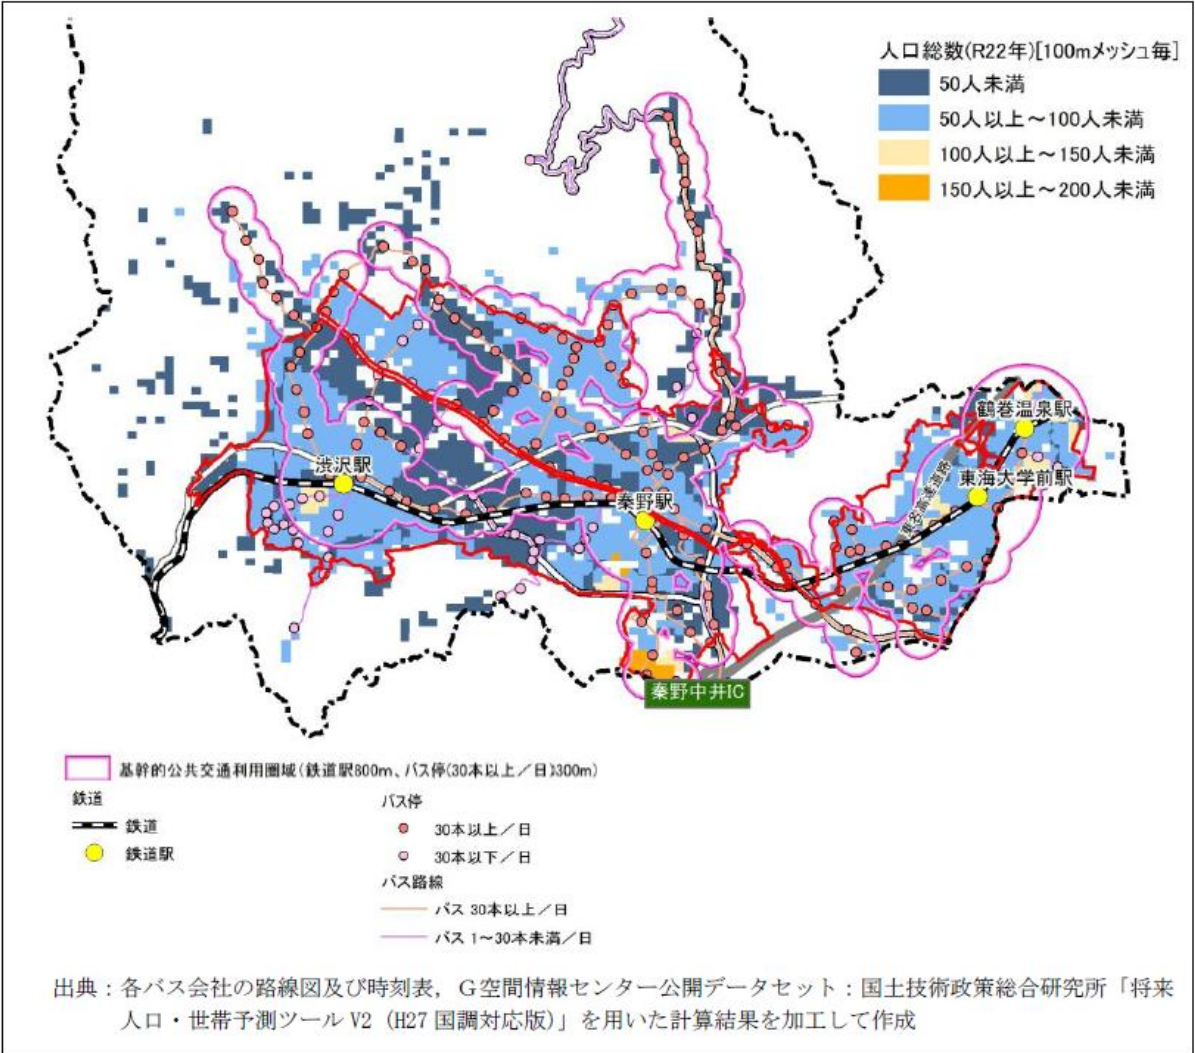 人口総数(R22年)[100mメッシュ毎]
50人未満
50人以上～100人未満
100人以上～150人未満
150人以上～200人未満
鶴巻温泉駅
東海大学前駅
渋沢駅
秦野駅
東名高速道路
秦野中井IC
基幹的公共交通利用圏域(鉄道駅800m、バス停(30本以上／日)300m)
鉄道
鉄道
鉄道駅
バス停
30本以上／日
30本以下／日
バス路線
バス 30本以上／日
バス 1～30本未満／日
出典：各バス会社の路線図及び時刻表，G空間情報センター公開データセット：国土技術政策総合研究所「将来
人口・世帯予測ツール V2（H27 国調対応版）」を用いた計算結果を加工して作成